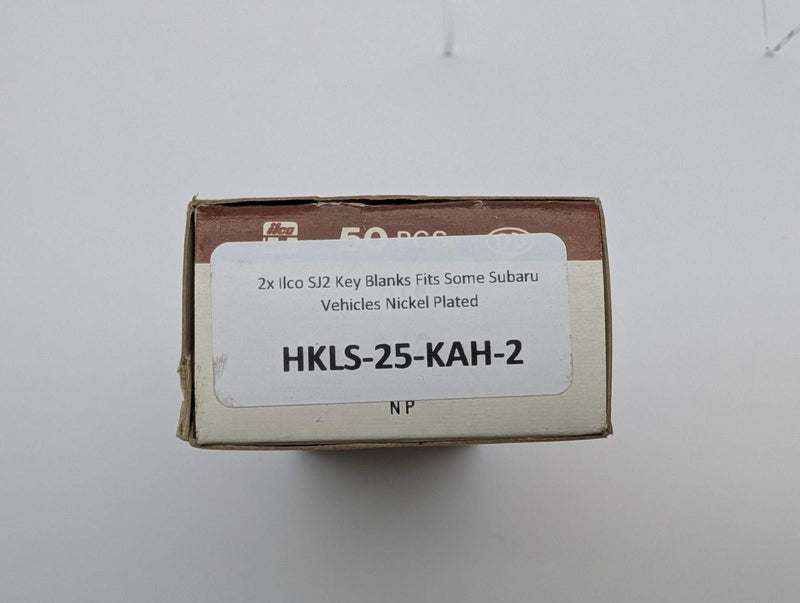 ilco
50 PCS.
2x Ilco SJ2 Key Blanks Fits Some Subaru
Vehicles Nickel Plated
HKLS-25-KAH-2
NP